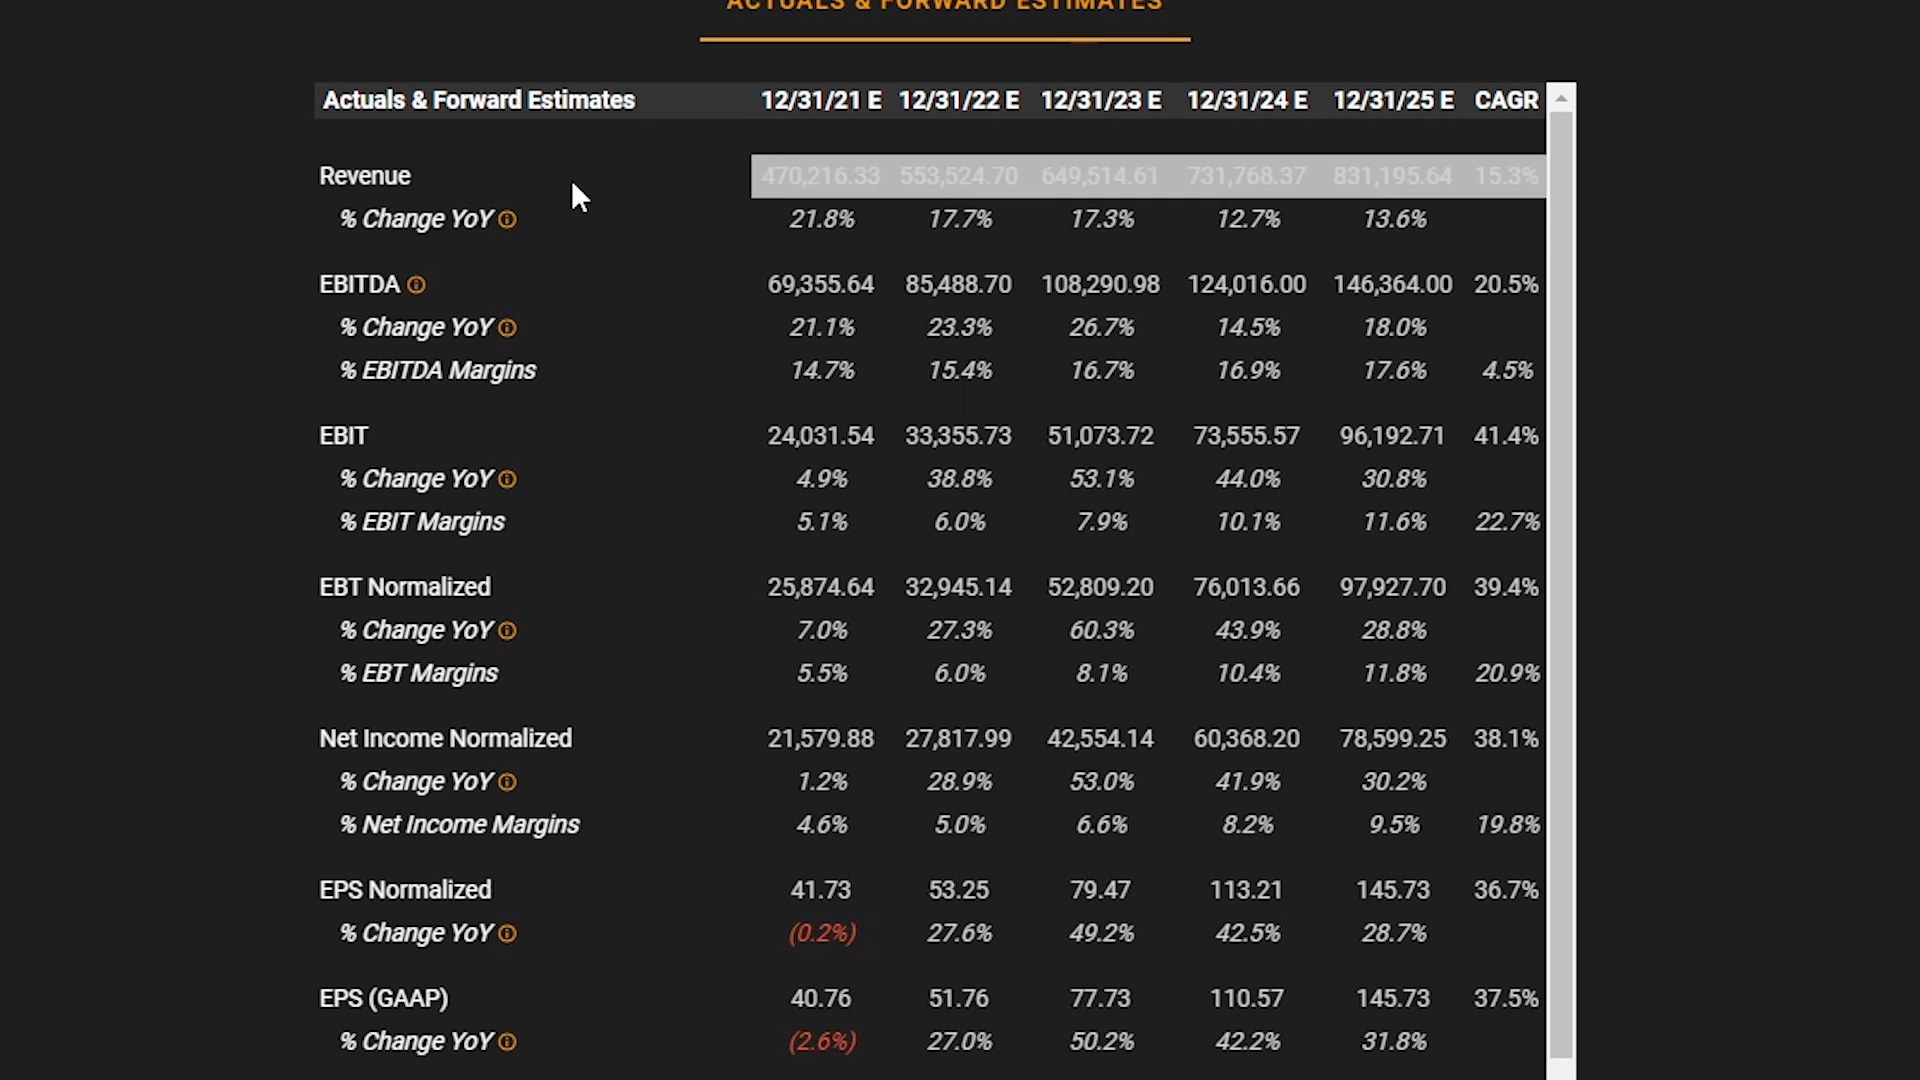 ACTUALS & FORWARD ESTIMATES
Actuals & Forward Estimates 12/31/21 E 12/31/22 E 12/31/23 E 12/31/24 E 12/31/25 E CAGR
Revenue 470,216.33 553,524.70 649,514.61 731,768.37 831,195.64 15.3%
% Change YoY 21.8% 17.7% 17.3% 12.7% 13.6%
EBITDA 69,355.64 85,488.70 108,290.98 124,016.00 146,364.00 20.5%
% Change YoY 21.1% 23.3% 26.7% 14.5% 18.0%
% EBITDA Margins 14.7% 15.4% 16.7% 16.9% 17.6% 4.5%
EBIT 24,031.54 33,355.73 51,073.72 73,555.57 96,192.71 41.4%
% Change YoY 4.9% 38.8% 53.1% 44.0% 30.8%
% EBIT Margins 5.1% 6.0% 7.9% 10.1% 11.6% 22.7%
EBT Normalized 25,874.64 32,945.14 52,809.20 76,013.66 97,927.70 39.4%
% Change YoY 7.0% 27.3% 60.3% 43.9% 28.8%
% EBT Margins 5.5% 6.0% 8.1% 10.4% 11.8% 20.9%
Net Income Normalized 21,579.88 27,817.99 42,554.14 60,368.20 78,599.25 38.1%
% Change YoY 1.2% 28.9% 53.0% 41.9% 30.2%
% Net Income Margins 4.6% 5.0% 6.6% 8.2% 9.5% 19.8%
EPS Normalized 41.73 53.25 79.47 113.21 145.73 36.7%
% Change YoY (0.2%) 27.6% 49.2% 42.5% 28.7%
EPS (GAAP) 40.76 51.76 77.73 110.57 145.73 37.5%
% Change YoY (2.6%) 27.0% 50.2% 42.2% 31.8%